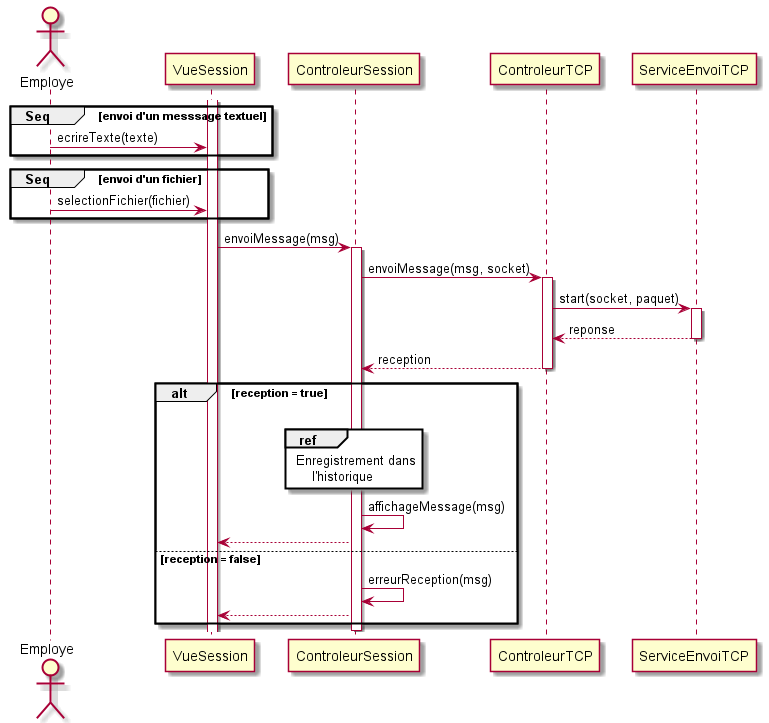 Employe
VueSession
ControleurSession
ControleurTCP
ServiceEnvoiTCP
Seq
[envoi d'un messsage textuel]
ecrireTexte(texte)
Seq
[envoi d'un fichier]
selectionFichier(fichier)
envoiMessage(msg)
envoiMessage(msg, socket)
start(socket, paquet)
reponse
reception
alt
[reception = true]
ref
Enregistrement dans
l'historique
affichageMessage(msg)
[reception = false]
erreurReception(msg)
Employe
VueSession
ControleurSession
ControleurTCP
ServiceEnvoiTCP